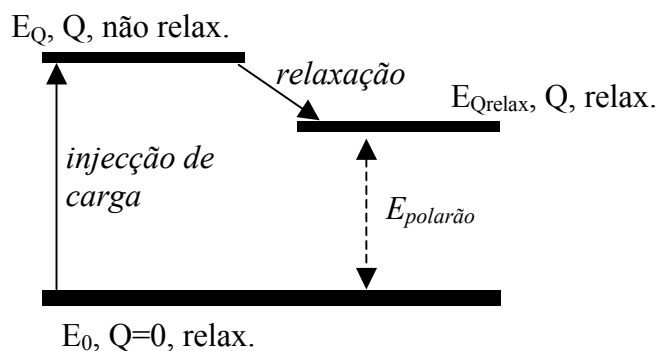 E_Q, Q, não relax.
relaxação
E_Qrelax, Q, relax.
injecção de
carga
E_polarão
E_0, Q=0, relax.